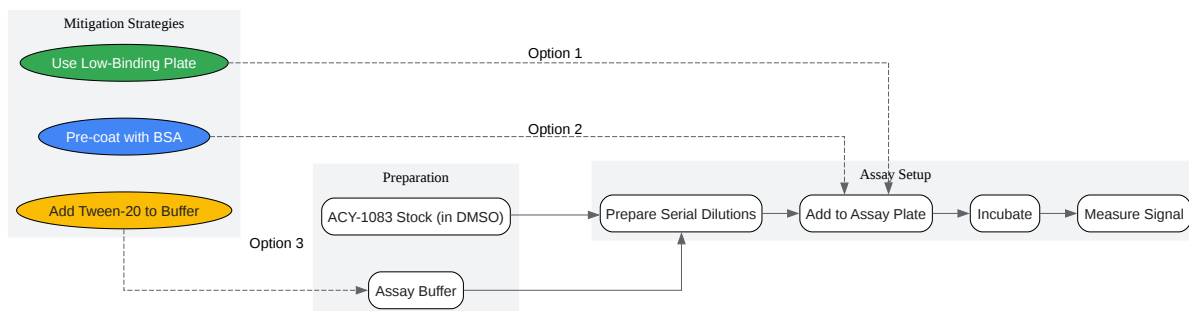 Mitigation Strategies
Use Low-Binding Plate
Option 1
Pre-coat with BSA
Option 2
Add Tween-20 to Buffer
Option 3
Preparation
ACY-1083 Stock (in DMSO)
Assay Buffer
Assay Setup
Prepare Serial Dilutions
Add to Assay Plate
Incubate
Measure Signal